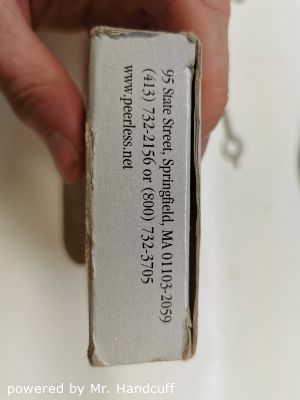 95 State Street, Springfield, MA 01103-2059
(413) 732-2156 or (800) 732-3705
www.peerless.net
powered by Mr. Handcuff